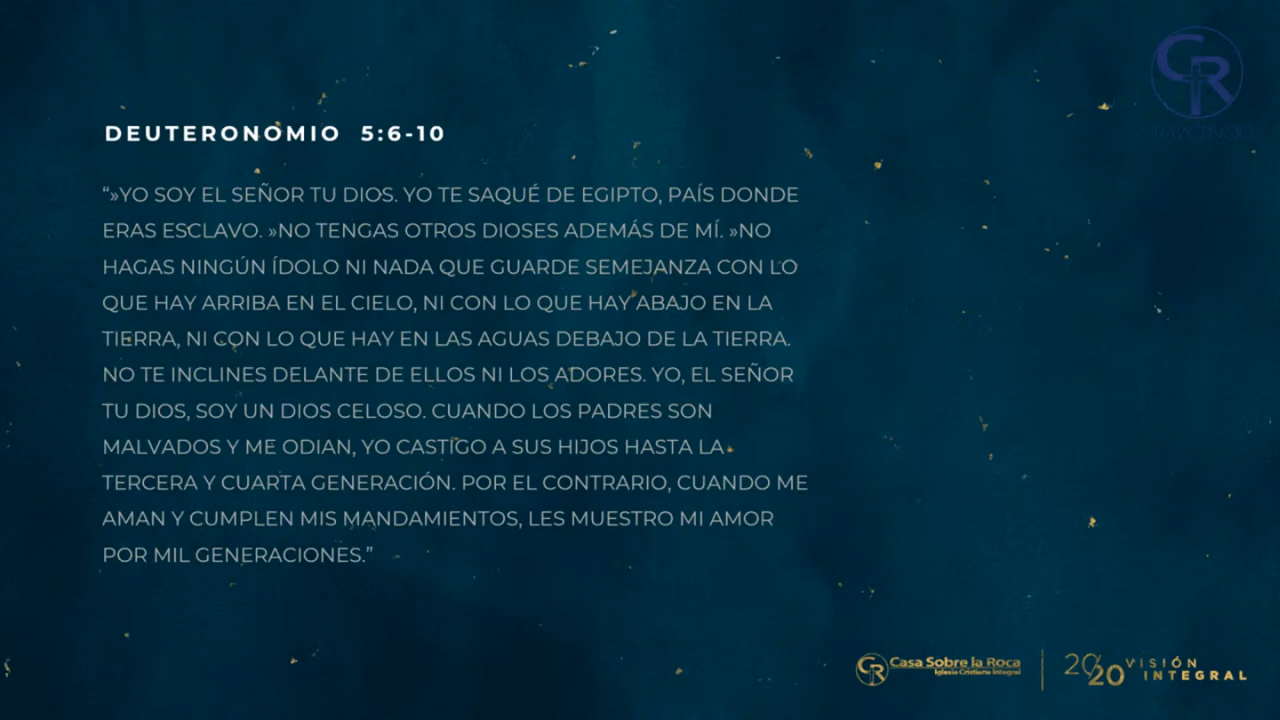 DEUTERONOMIO 5:6-10
“»YO SOY EL SEÑOR TU DIOS. YO TE SAQUÉ DE EGIPTO, PAÍS DONDE
ERAS ESCLAVO. »NO TENGAS OTROS DIOSES ADEMÁS DE MÍ. »NO
HAGAS NINGÚN ÍDOLO NI NADA QUE GUARDE SEMEJANZA CON LO
QUE HAY ARRIBA EN EL CIELO, NI CON LO QUE HAY ABAJO EN LA
TIERRA, NI CON LO QUE HAY EN LAS AGUAS DEBAJO DE LA TIERRA.
NO TE INCLINES DELANTE DE ELLOS NI LOS ADORES. YO, EL SEÑOR
TU DIOS, SOY UN DIOS CELOSO. CUANDO LOS PADRES SON
MALVADOS Y ME ODIAN, YO CASTIGO A SUS HIJOS HASTA LA
TERCERA Y CUARTA GENERACIÓN. POR EL CONTRARIO, CUANDO ME
AMAN Y CUMPLEN MIS MANDAMIENTOS, LES MUESTRO MI AMOR
POR MIL GENERACIONES.”
CR
CR
Casa Sobre la Roca
Iglesia Cristiana Integral
2020 VISIÓN
INTEGRAL